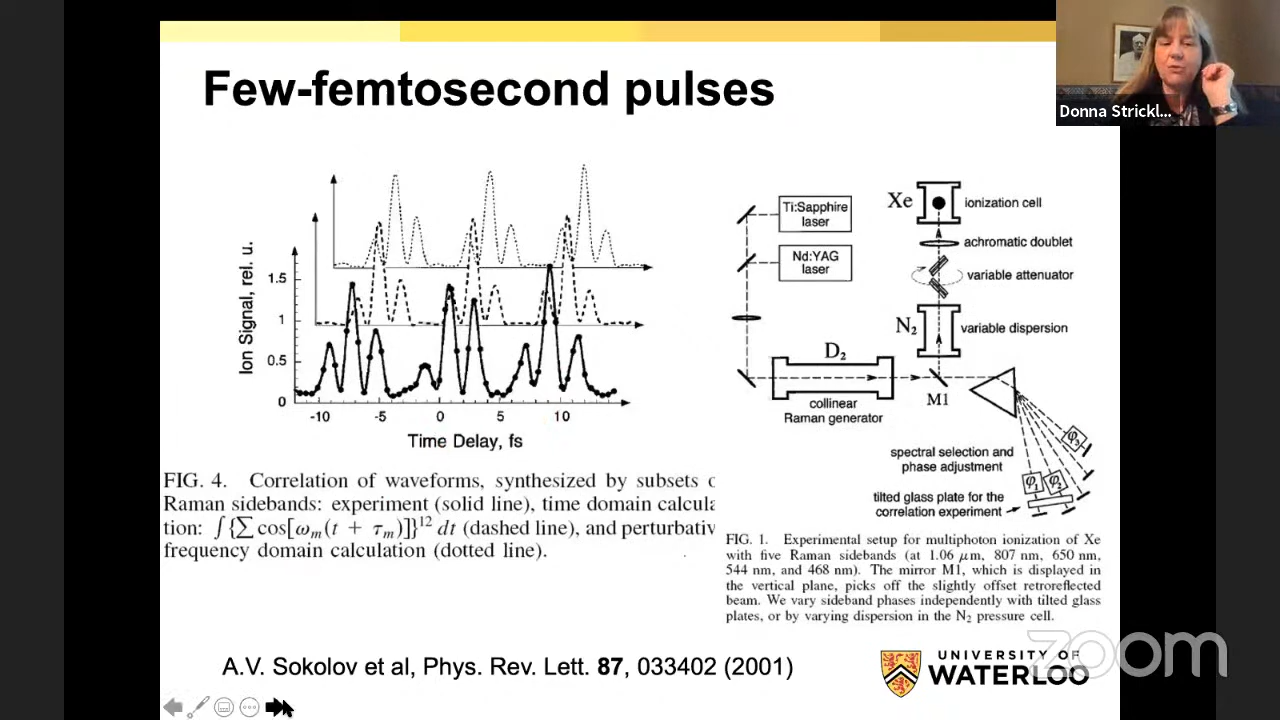 Few-femtosecond pulses
Donna Strickl...
Ion Signal, rel. u.
1.5
1
0.5
0
-10
-5
0
5
10
Time Delay, fs
FIG. 4. Correlation of waveforms, synthesized by subsets
Raman sidebands: experiment (solid line), time domain calcula
tion: ∫{∑ cos[ω_m(t + τ_m)]}¹² dt (dashed line), and perturbativ
frequency domain calculation (dotted line).
Ti:Sapphire
laser
Nd:YAG
laser
Xe
ionization cell
achromatic doublet
variable attenuator
N₂
variable dispersion
D₂
collinear
Raman generator
M1
spectral selection and
phase adjustment
φ₃
φ₁
φ₂
tilted glass plate for the
correlation experiment
FIG. 1. Experimental setup for multiphoton ionization of Xe
with five Raman sidebands (at 1.06 μm, 807 nm, 650 nm,
544 nm, and 468 nm). The mirror M1, which is displayed in
the vertical plane, picks off the slightly offset retroreflected
beam. We vary sideband phases independently with tilted glass
plates, or by varying dispersion in the N₂ pressure cell.
A.V. Sokolov et al, Phys. Rev. Lett. 87, 033402 (2001)
UNIVERSITY OF
WATERLOO
zoom